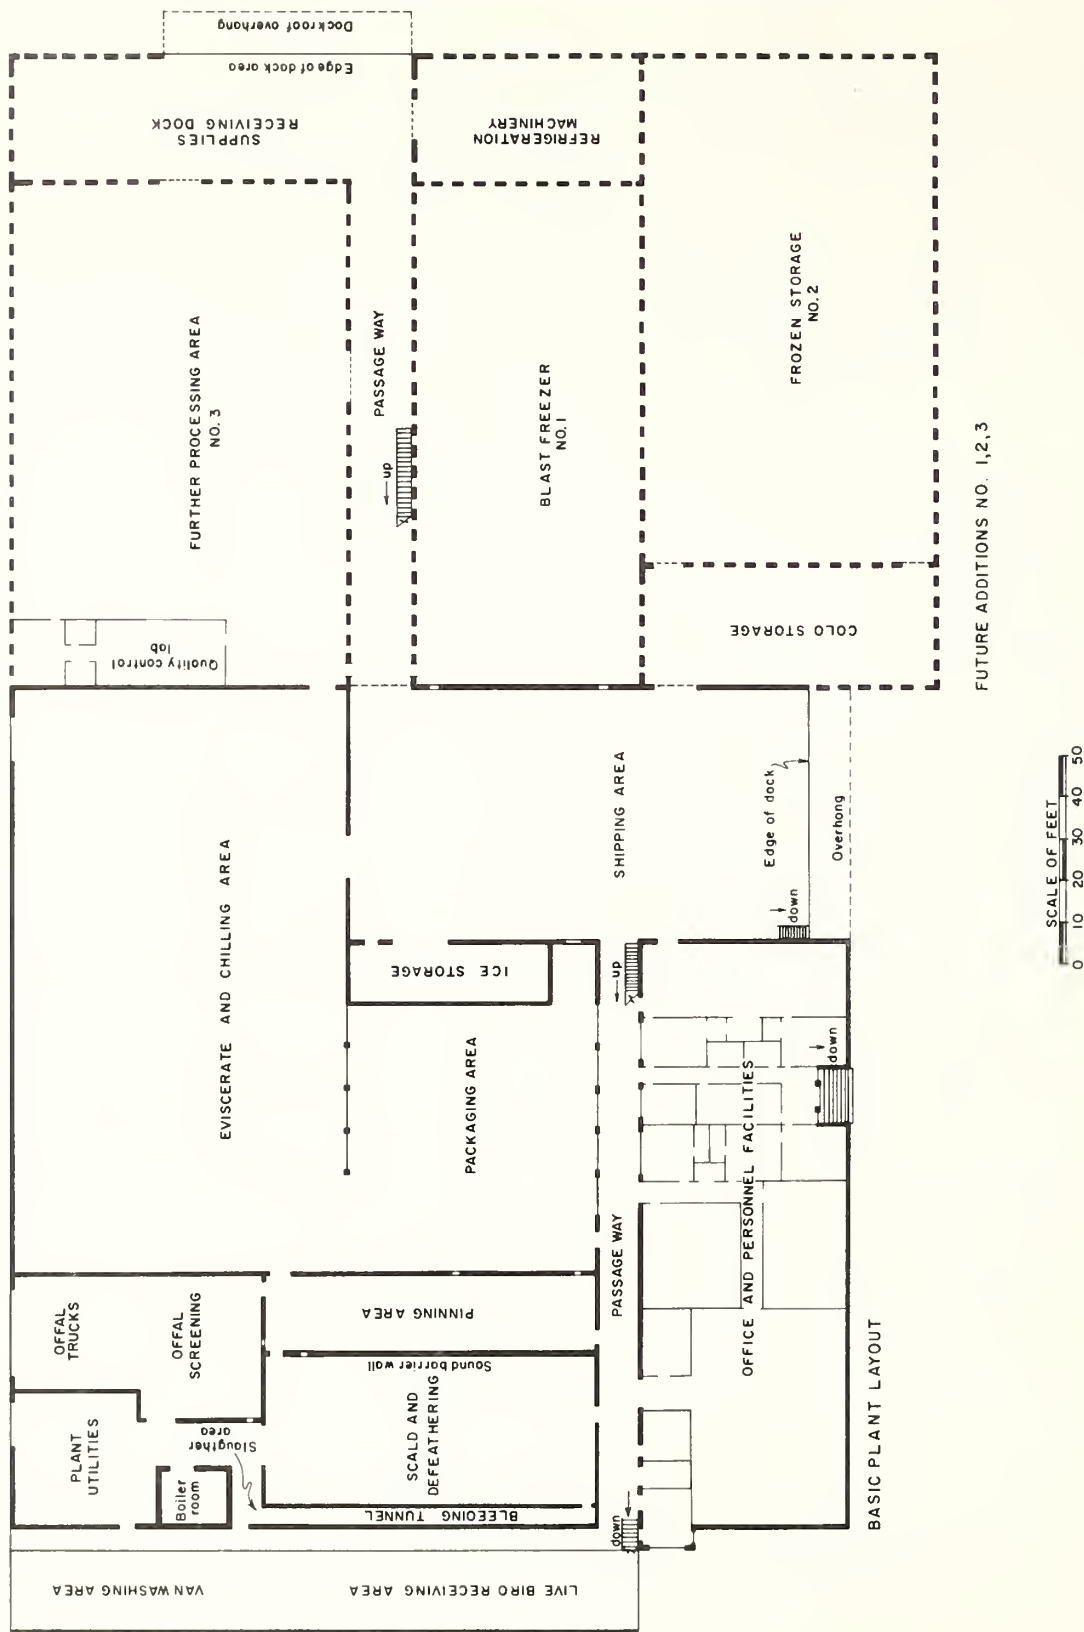 Dock roof overhang
Edge of dock area
SUPPLIES
RECEIVING DOCK
REFRIGERATION
MACHINERY
FURTHER PROCESSING AREA
NO. 3
PASSAGE WAY
up
BLAST FREEZER
NO. 1
FROZEN STORAGE
NO. 2
COLD STORAGE
Quality control
lab
FUTURE ADDITIONS NO. 1,2,3
EVISCERATE AND CHILLING AREA
SHIPPING AREA
Edge of dock
Overhang
down
ICE STORAGE
up
PACKAGING AREA
down
OFFICE AND PERSONNEL FACILITIES
PASSAGE WAY
PINNING AREA
OFFAL
TRUCKS
OFFAL
SCREENING
Sound barrier wall
SCALD AND
DEFEATHERING
PLANT
UTILITIES
Slaugther
area
Boiler
room
BLEEDING TUNNEL
down
VAN WASHING AREA
LIVE BIRD RECEIVING AREA
BASIC PLANT LAYOUT
SCALE OF FEET
0 10 20 30 40 50